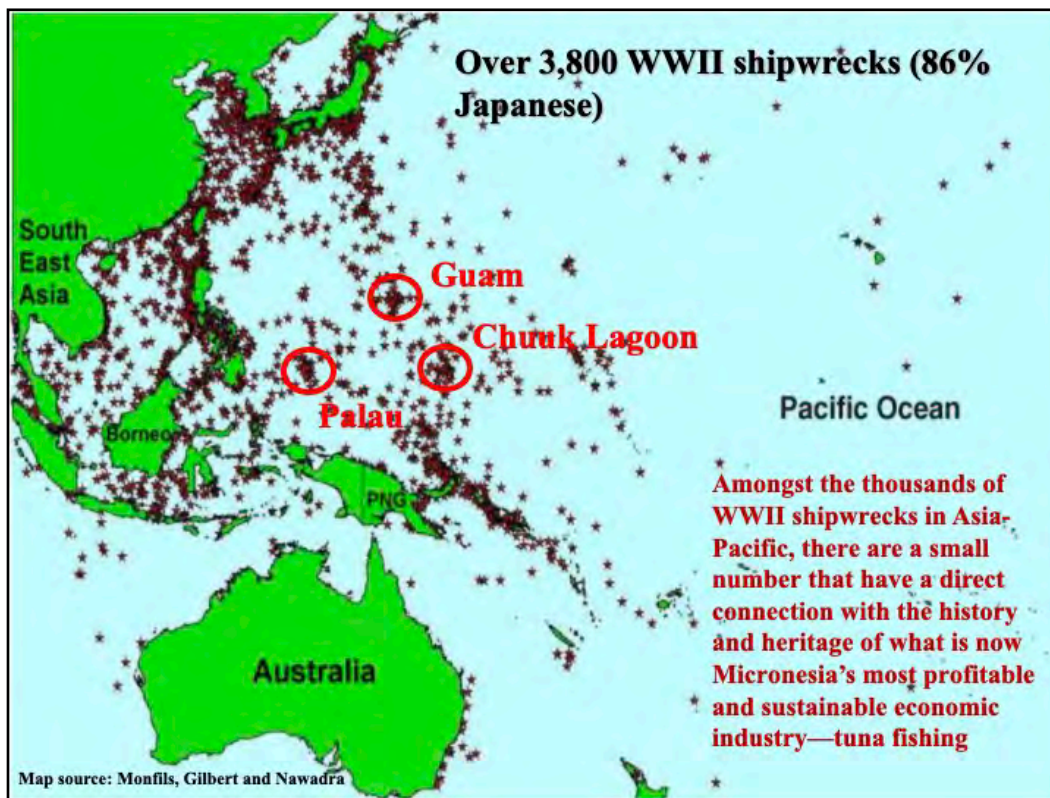 Over 3,800 WWII shipwrecks (86%
Japanese)
South
East
Asia
Guam
Chuuk Lagoon
Palau
Borneo
Pacific Ocean
PNG
Amongst the thousands of
WWII shipwrecks in Asia-
Pacific, there are a small
number that have a direct
connection with the history
and heritage of what is now
Micronesia’s most profitable
and sustainable economic
industry—tuna fishing
Australia
Map source: Monfils, Gilbert and Nawadra